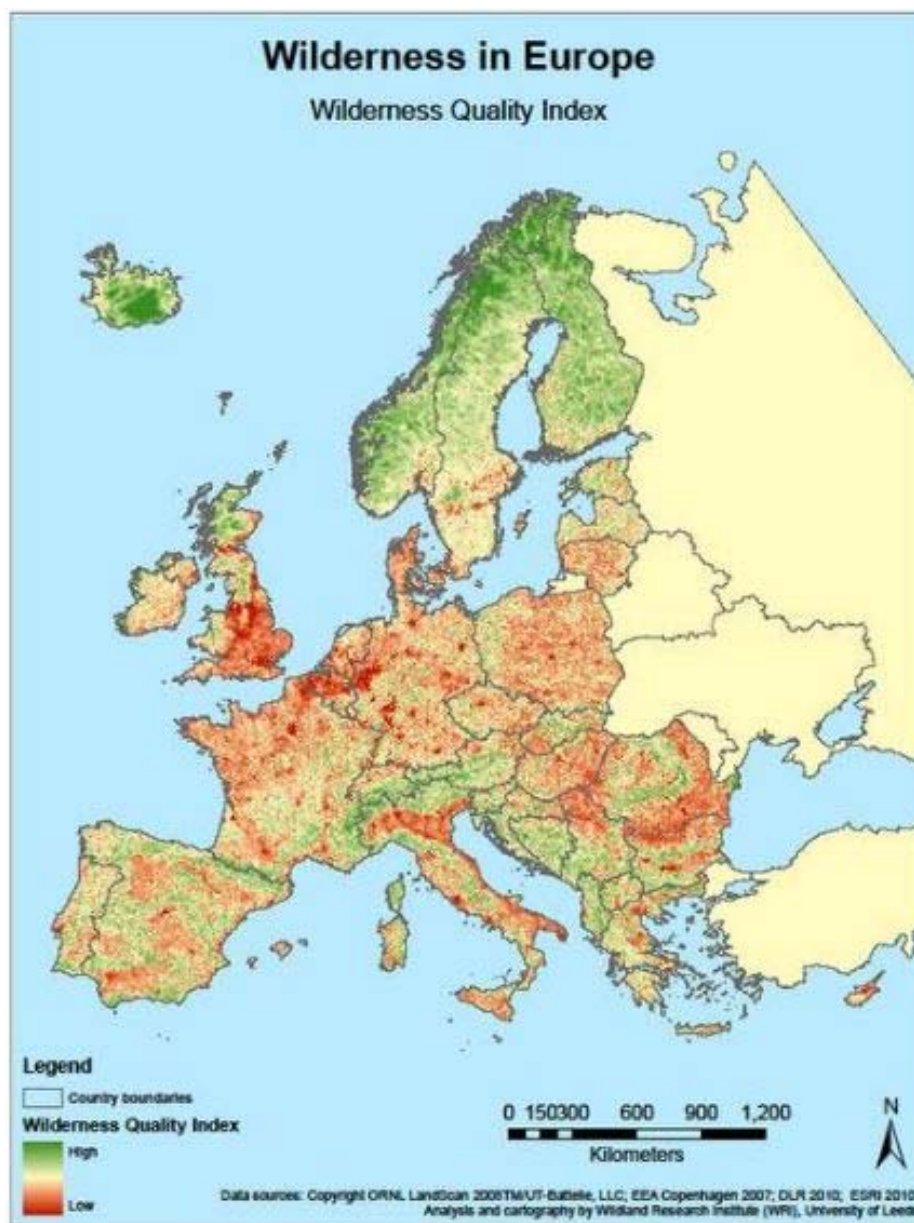 Wilderness in Europe
Wilderness Quality Index
Legend
Country boundaries
Wilderness Quality Index
High
Low
0 150300 600 900 1,200
Kilometers
N
Data sources: Copyright ORNL LandScan 2008TM/UT-Battelle, LLC; EEA Copenhagen 2007; DLR 2010; ESRI 2010
Analysis and cartography by Wildland Research Institute (WRI), University of Leed